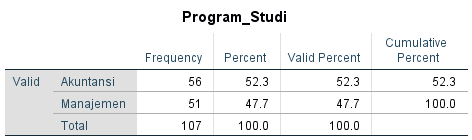 Program_Studi
Frequency Percent Valid Percent Cumulative Percent
Valid Akuntansi 56 52.3 52.3 52.3
Manajemen 51 47.7 47.7 100.0
Total 107 100.0 100.0